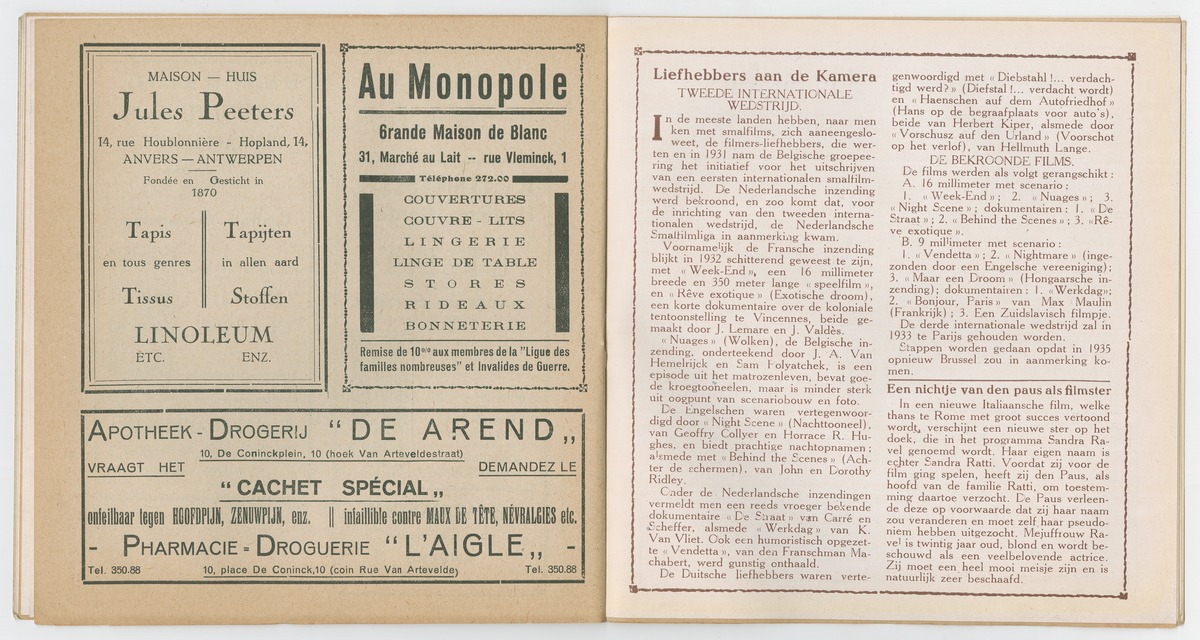 MAISON — HUIS
Jules Peeters
14, rue Houblonnière - Hopland, 14,
ANVERS — ANTWERPEN
Fondée en Gesticht in
1870
Tapis Tapijten
en tous genres in allen aard
Tissus Stoffen
LINOLEUM
ETC. ENZ.
Au Monopole
Grande Maison de Blanc
31, Marché au Lait -- rue Vleminck, 1
Téléphone 272.00
COUVERTURES
COUVRE - LITS
LINGERIE
LINGE DE TABLE
STORES
RIDEAUX
BONNETERIE
Remise de 10 % aux membres de la "Ligue des
familles nombreuses" et Invalides de Guerre.
APOTHEEK - DROGERIJ "DE AREND„
10, De Coninckplein, 10 (hoek Van Arteveldestraat)
VRAAGT HET DEMANDEZ LE
"CACHET SPÉCIAL„
onfeilbaar tegen HOOFDPIJN, ZENUWPIJN, enz. || infaillible contre MAUX DE TÊTE, NÉVRALGIES etc.
- PHARMACIE = DROGUERIE "L'AIGLE„ -
Tel. 350.88 10, place De Coninck,10 (coin Rue Van Artevelde) Tel. 350.88
Liefhebbers aan de Kamera
TWEEDE INTERNATIONALE
WEDSTRIJD.
In de meeste landen hebben, naar men
ken met smalfilms, zich aaneengeslo-
weet, de filmers-liefhebbers, die wer-
ten en in 1931 nam de Belgische groepee-
ring het initiatief voor het uitschrijven
van een eersten internationalen smalfilm-
wedstrijd. De Nederlandsche inzending
werd bekroond, en zoo komt dat, voor
de inrichting van den tweeden interna-
tionalen wedstrijd, de Nederlandsche
Smalfilmliga in aanmerking kwam.
Voornamelijk de Fransche inzending
blijkt in 1932 schitterend geweest te zijn,
met « Week-End », een 16 millimeter
breede en 350 meter lange « speelfilm »,
en « Rêve exotique » (Exotische droom),
een korte dokumentaire over de koloniale
tentoonstelling te Vincennes, beide ge-
maakt door J. Lemare en J. Valdès.
« Nuages » (Wolken), de Belgische in-
zending, onderteekend door J. A. Van
Hemelrijck en Sam Polyatchek, is een
episode uit het matrozenleven, bevat goe-
de kroegtooneelen, maar is minder sterk
uit oogpunt van scenariobouw en foto.
De Engelschen waren vertegenwoor-
digd door « Night Scene » (Nachttooneel),
van Geoffry Collyer en Horrace R. Hu-
ghes, en biedt prachtige nachtopnamen ;
alsmede met « Behind the Scenes » (Ach-
ter de schermen), van John en Dorothy
Ridley.
Onder de Nederlandsche inzendingen
vermeldt men een reeds vroeger bekende
dokumentaire « De Straat » van Carré en
Scheffer, alsmede « Werkdag » van K.
Van Vliet. Ook een humoristisch opgezet-
te « Vendetta », van den Franschman Ma-
chabert, werd gunstig onthaald.
De Duitsche liefhebbers waren verte-
genwoordigd met « Diebstahl !... verdach-
tigd werd? » (Diefstal !... verdacht wordt)
en « Haenschen auf dem Autofriedhof »
(Hans op de begraafplaats voor auto's),
beide van Herbert Kiper, alsmede door
« Vorschusz auf den Urland » (Voorschot
op het verlof), van Hellmuth Lange.
DE BEKROONDE FILMS.
De films werden als volgt gerangschikt :
A. 16 millimeter met scenario :
1. « Week-End » ; 2. « Nuages » ; 3.
« Night Scene » ; dokumentairen : 1. « De
Straat » ; 2. « Behind the Scenes » ; 3. «Rê-
ve exotique ».
B. 9 millimeter met scenario :
1. « Vendetta » ; 2. « Nightmare » (inge-
zonden door een Engelsche vereeniging) ;
3. « Maar een Droom » (Hongaarsche in-
zending) ; dokumentairen : 1. « Werkdag»;
2. « Bonjour, Paris » van Max Maulin
(Frankrijk) ; 3. Een Zuidslavisch filmpje.
De derde internationale wedstrijd zal in
1933 te Parijs gehouden worden.
Stappen worden gedaan opdat in 1935
opnieuw Brussel zou in aanmerking ko-
men.
Een nichtje van den paus als filmster
In een nieuwe Italiaansche film, welke
thans te Rome met groot succes vertoond
wordt, verschijnt een nieuwe ster op het
doek, die in het programma Sandra Ra-
vel genoemd wordt. Haar eigen naam is
echter Sandra Ratti. Voordat zij voor de
film ging spelen, heeft zij den Paus, als
hoofd van de familie Ratti, om toestem-
ming daartoe verzocht. De Paus verleen-
de deze op voorwaarde dat zij haar naam
zou veranderen en moet zelf haar pseudo-
niem hebben uitgezocht. Mejuffrouw Ra-
vel is twintig jaar oud, blond en wordt be-
schouwd als een veelbelovende actrice.
Zij moet een heel mooi meisje zijn en is
natuurlijk zeer beschaafd.